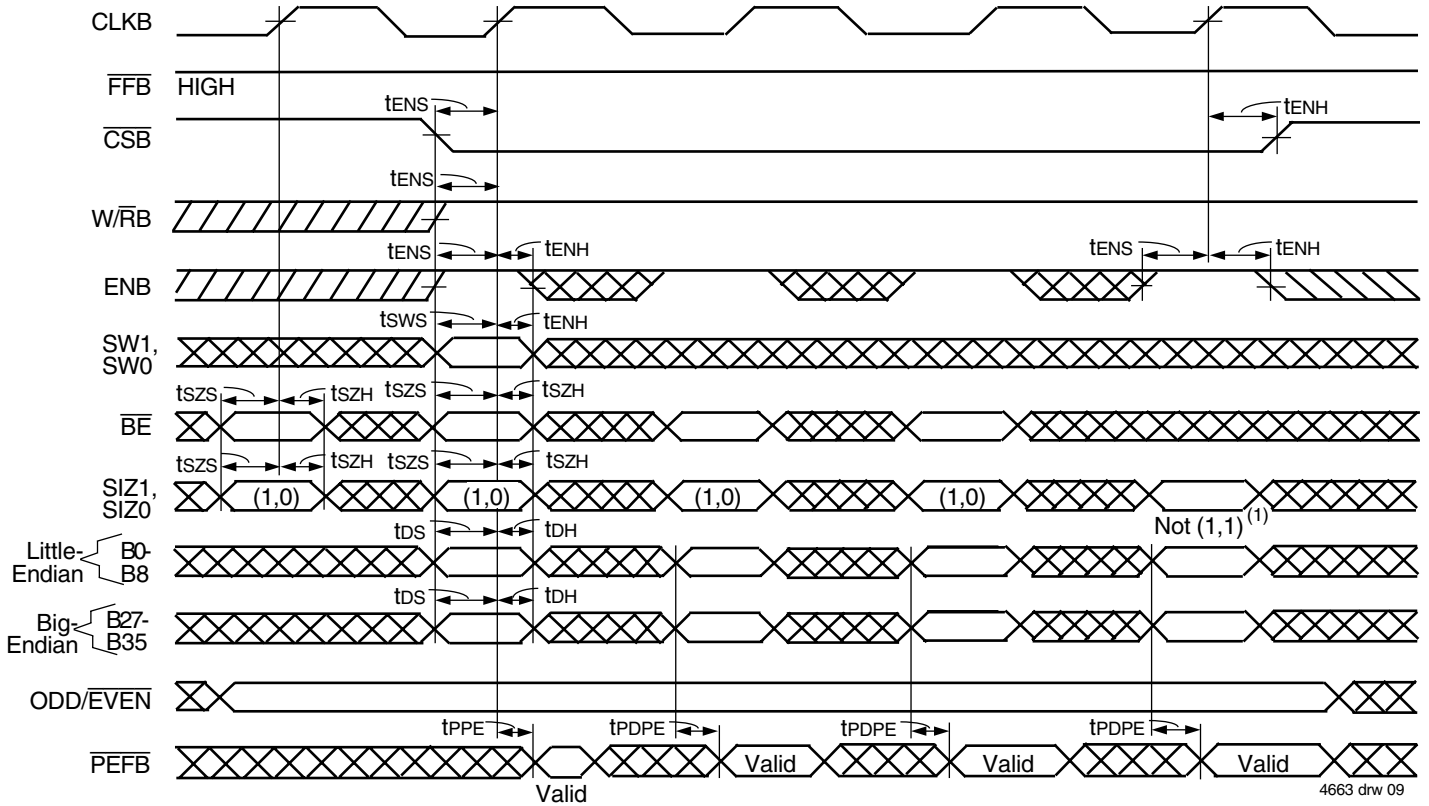 CLKB
FFB HIGH
tENS tENH
CSB
tENS
W/RB
tENS tENH tENS tENH
ENB
tSWS tENH
SW1,
SW0
tSZS tSZH tSZS tSZH
BE
tSZS tSZH tSZS tSZH
SIZ1,
SIZ0
(1,0) (1,0) (1,0) (1,0)
Not (1,1) (1)
tDS tDH
Little-
Endian
B0-
B8
tDS tDH
Big-
Endian
B27-
B35
ODD/EVEN
tPPE tPDPE tPDPE tPDPE
PEFB
Valid Valid Valid Valid
4663 drw 09